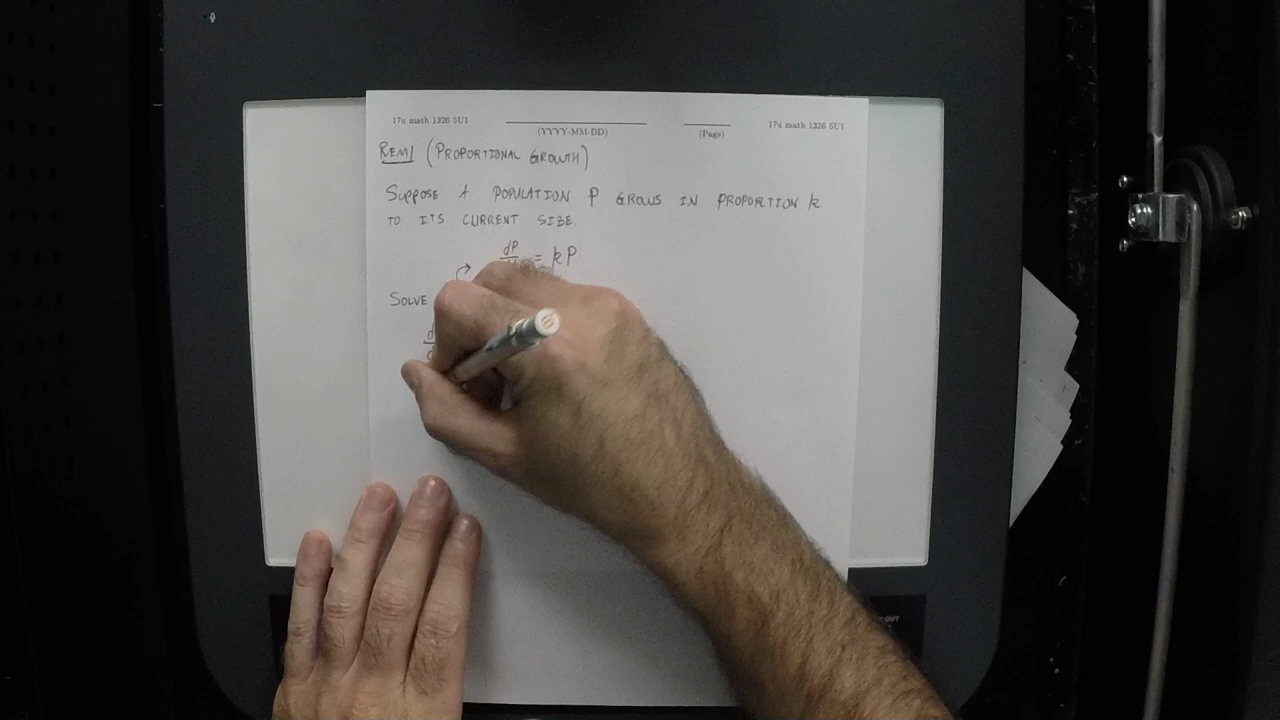 17u math 1326 5U1 (YYYY-MM-DD) (Page) 17u math 1326 5U1
REM] (PROPORTIONAL GROWTH)
SUPPOSE A POPULATION P GROWS IN PROPORTION k
TO ITS CURRENT SIZE.
dP = kP
SOLVE
d